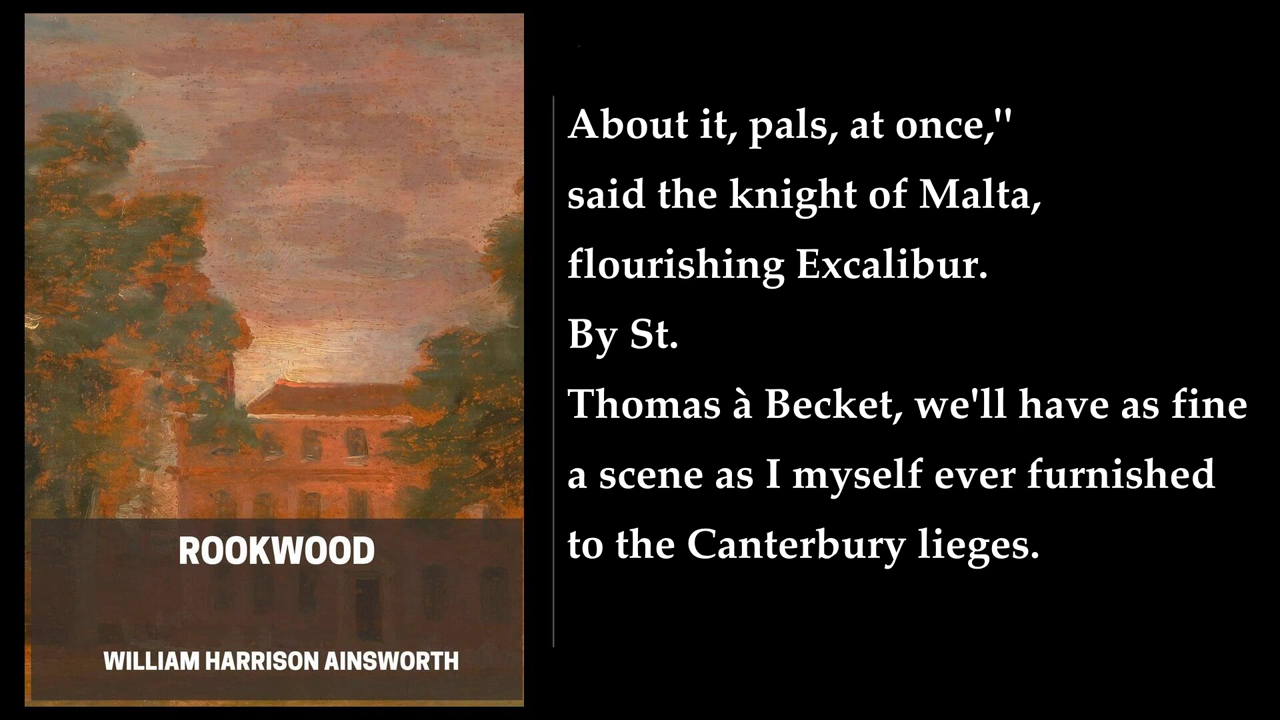 ROOKWOOD
WILLIAM HARRISON AINSWORTH
About it, pals, at once,"
said the knight of Malta,
flourishing Excalibur.
By St.
Thomas à Becket, we'll have as fine
a scene as I myself ever furnished
to the Canterbury lieges.